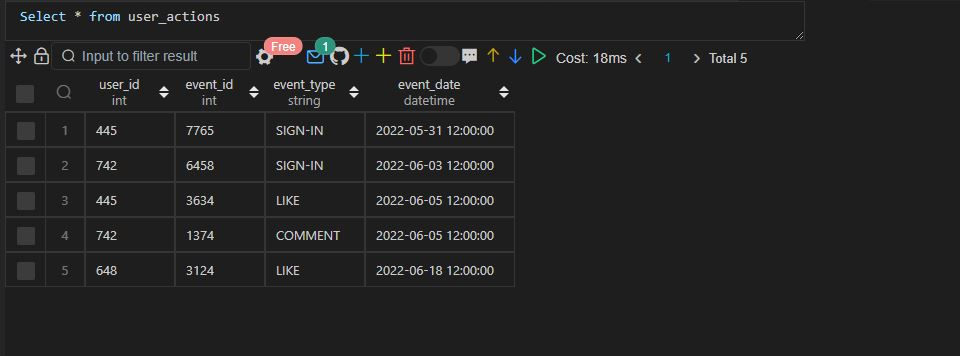 Select * from user_actions
Input to filter result Free 1 Cost: 18ms 1 Total 5
user_id event_id event_type event_date
int int string datetime
1 445 7765 SIGN-IN 2022-05-31 12:00:00
2 742 6458 SIGN-IN 2022-06-03 12:00:00
3 445 3634 LIKE 2022-06-05 12:00:00
4 742 1374 COMMENT 2022-06-05 12:00:00
5 648 3124 LIKE 2022-06-18 12:00:00